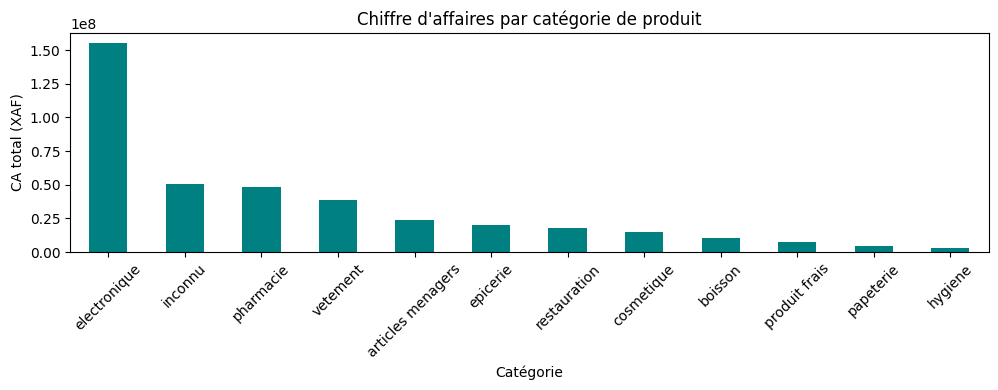 Chiffre d'affaires par catégorie de produit
1e8
1.50
1.25
1.00
0.75
0.50
0.25
0.00
CA total (XAF)
electronique
inconnu
pharmacie
vetement
articles menagers
epicerie
restauration
cosmetique
boisson
produit frais
papeterie
hygiene
Catégorie